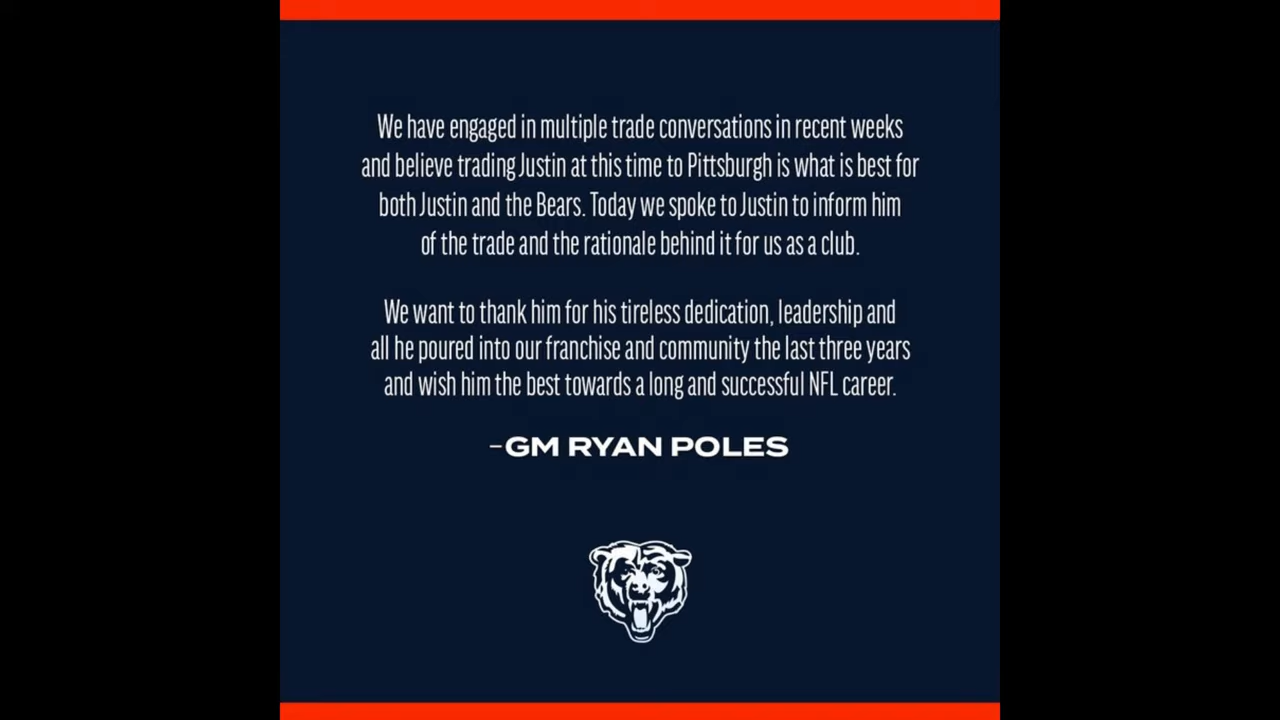 We have engaged in multiple trade conversations in recent weeks
and believe trading Justin at this time to Pittsburgh is what is best for
both Justin and the Bears. Today we spoke to Justin to inform him
of the trade and the rationale behind it for us as a club.
We want to thank him for his tireless dedication, leadership and
all he poured into our franchise and community the last three years
and wish him the best towards a long and successful NFL career.
–GM RYAN POLES